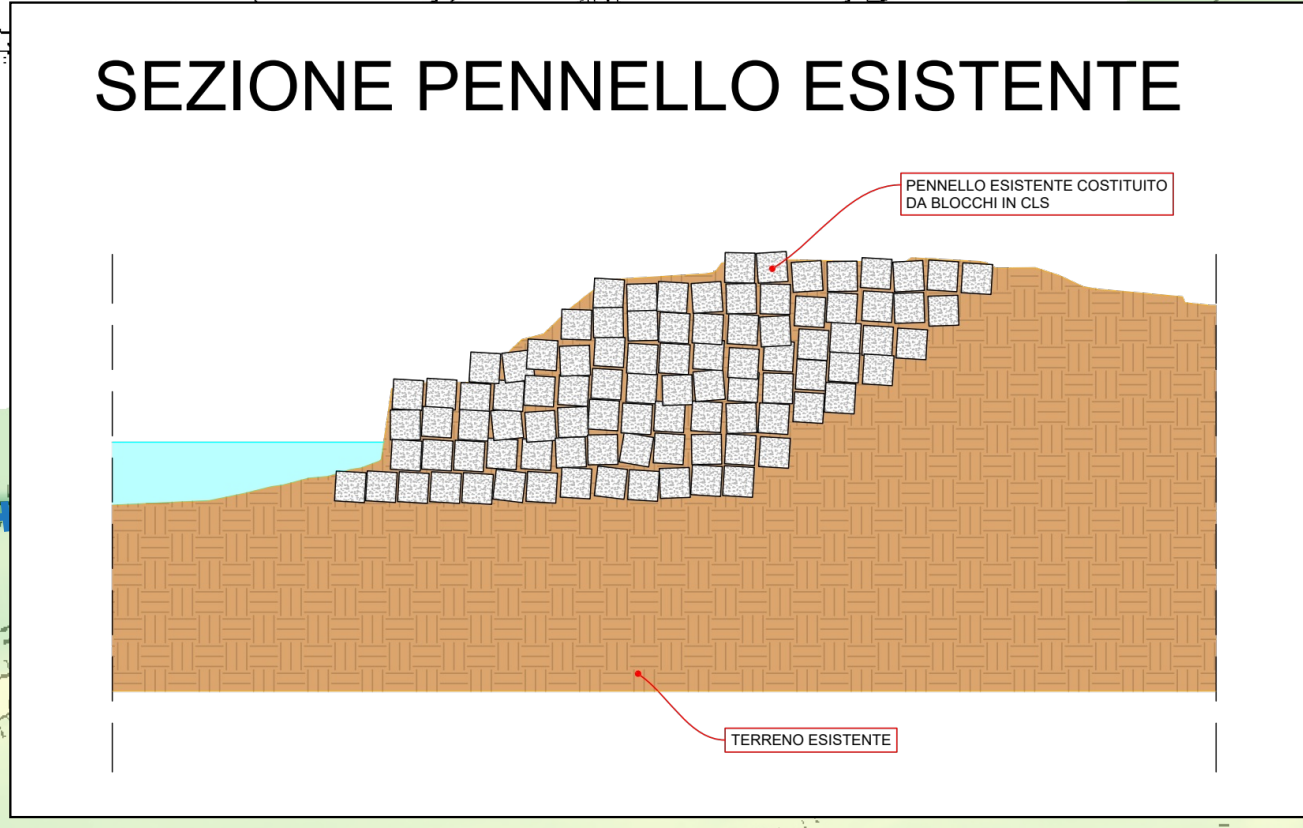 SEZIONE PENNELLO ESISTENTE
PENNELLO ESISTENTE COSTITUITO
DA BLOCCHI IN CLS
TERRENO ESISTENTE